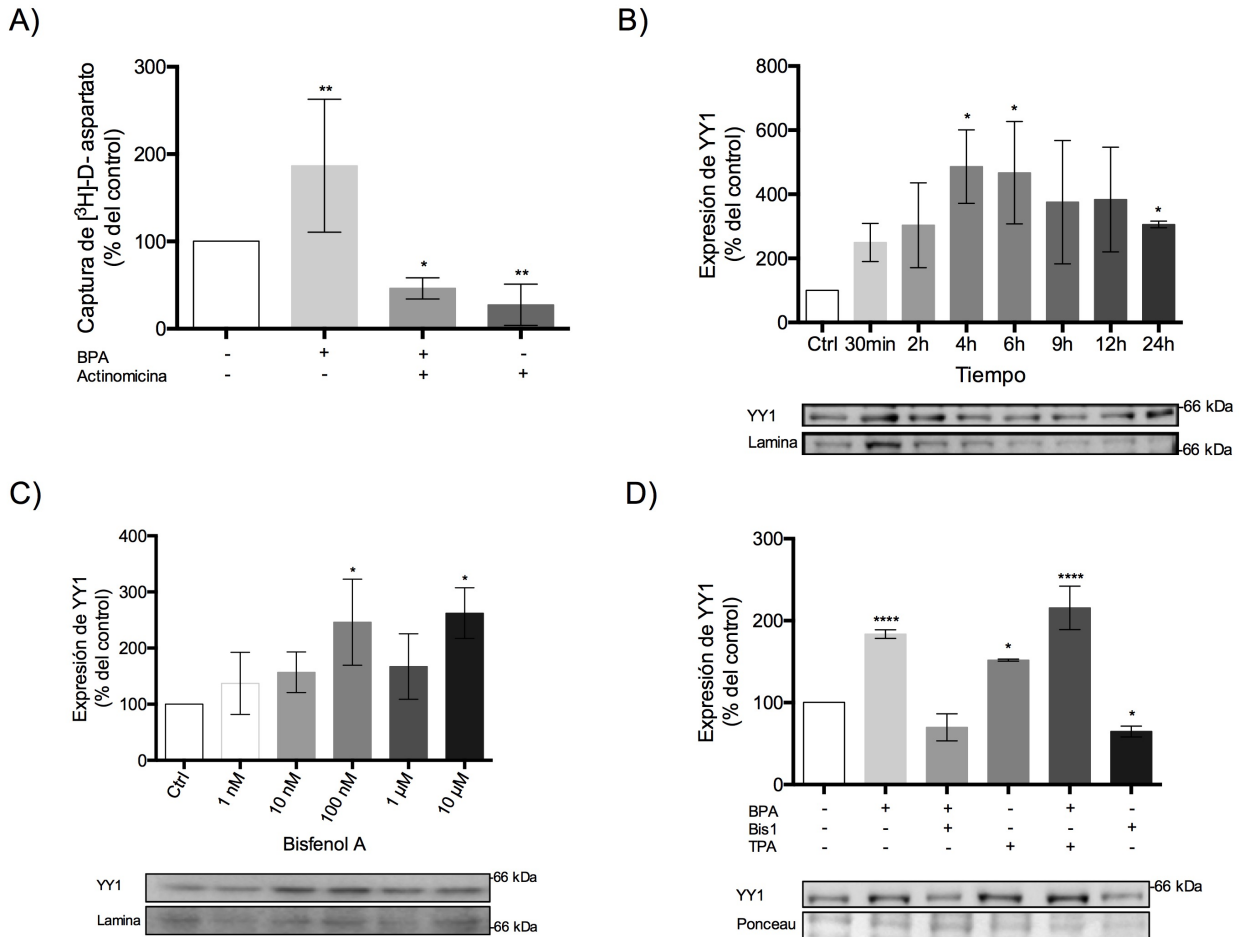 A)
Captura de [³H]-D- aspartato
(% del control)
300
200
100
0
**
*
**
BPA - + + -
Actinomicina - - + +
B)
Expresión de YY1
(% del control)
800
600
400
200
0
*
*
*
Ctrl 30min 2h 4h 6h 9h 12h 24h
Tiempo
YY1 66 kDa
Lamina 66 kDa
C)
Expresión de YY1
(% del control)
400
300
200
100
0
*
*
Ctrl 1 nM 10 nM 100 nM 1 µM 10 µM
Bisfenol A
YY1 66 kDa
Lamina 66 kDa
D)
Expresión de YY1
(% del control)
300
200
100
0
****
*
****
*
BPA - + + - + -
Bis1 - - + - - +
TPA - - - + + -
YY1 66 kDa
Ponceau